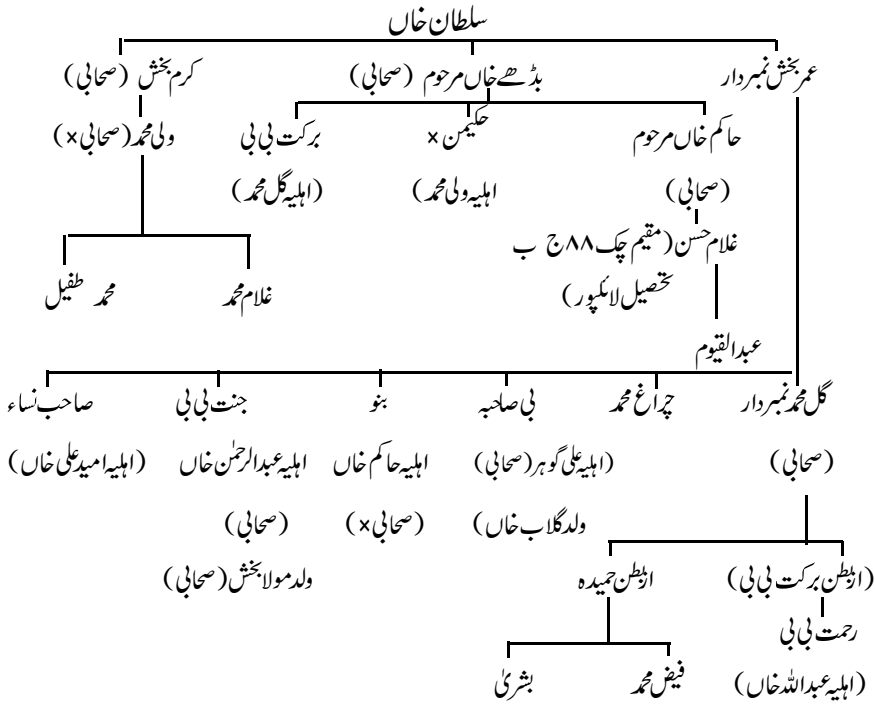 سلطان خاں
عمر بخش نمبردار بڈھے خاں مرحوم (صحابی) کرم بخش (صحابی)
حاکم خاں مرحوم حکیمن × برکت بی بی ولی محمد (صحابی ×)
(صحابی) اہلیہ ولی محمد) (اہلیہ گل محمد)
غلام حسن (مقیم چک ۸۸ ج ب
تحصیل لائلپور) غلام محمد محمد طفیل
عبدالقیوم
گل محمد نمبردار چراغ محمد بی صاحبہ بنو جنت بی بی صاحب نساء
(صحابی) (اہلیہ علی گوہر (صحابی) اہلیہ حاکم خاں اہلیہ عبدالرحمٰن خاں (اہلیہ امید علی خاں)
ولد گلاب خاں) (صحابی ×) (صحابی)
(از بطن برکت بی بی) از بطن حمیدہ ولد مولا بخش (صحابی)
رحمت بی بی
(اہلیہ عبداللہ خاں) فیض محمد بشریٰ